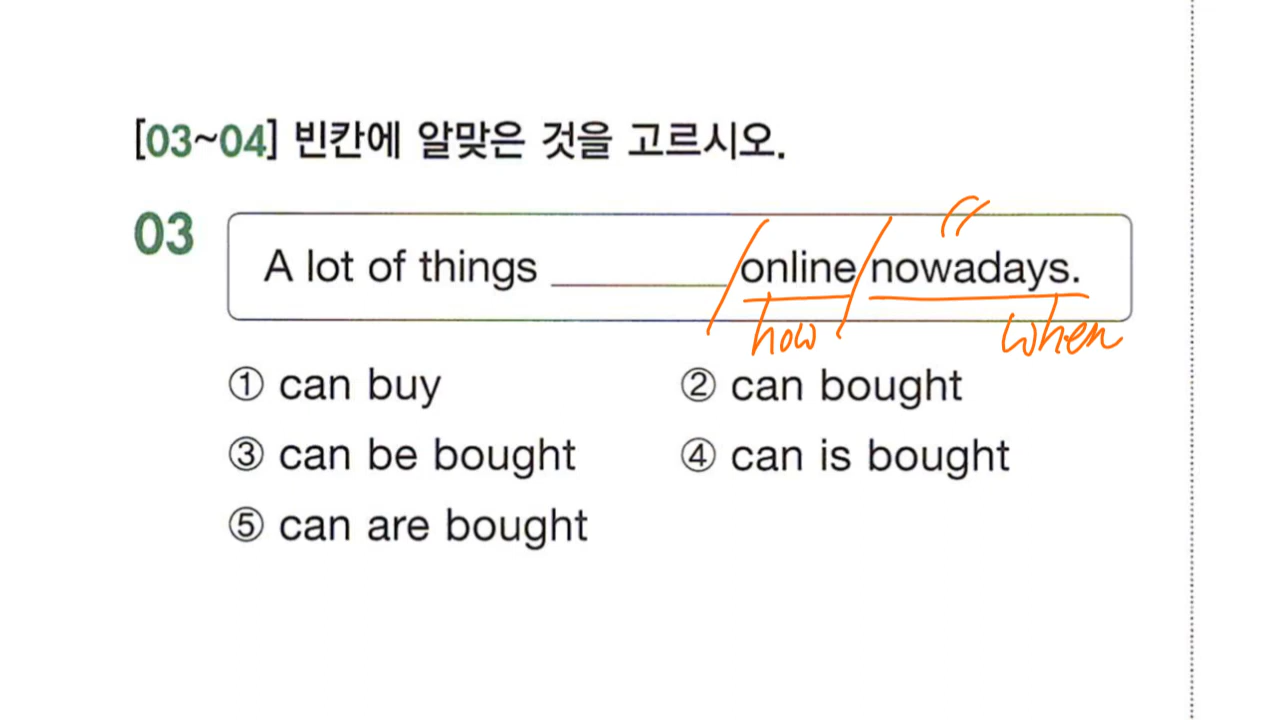 [03~04] 빈칸에 알맞은 것을 고르시오.
03
A lot of things ________ online nowadays.
how when
① can buy ② can bought
③ can be bought ④ can is bought
⑤ can are bought